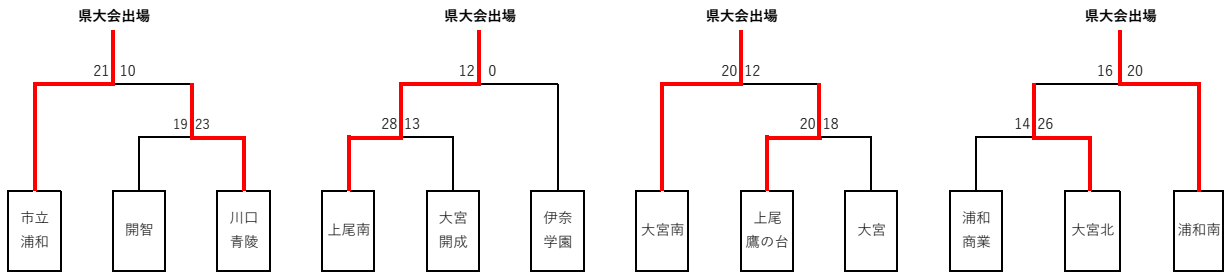 県大会出場 県大会出場 県大会出場 県大会出場
21 10 12 0 20 12 16 20
19 23 28 13 20 18 14 26
市立
浦和
開智
川口
青陵
上尾南
大宮
開成
伊奈
学園
大宮南
上尾
鷹の台
大宮
浦和
商業
大宮北
浦和南